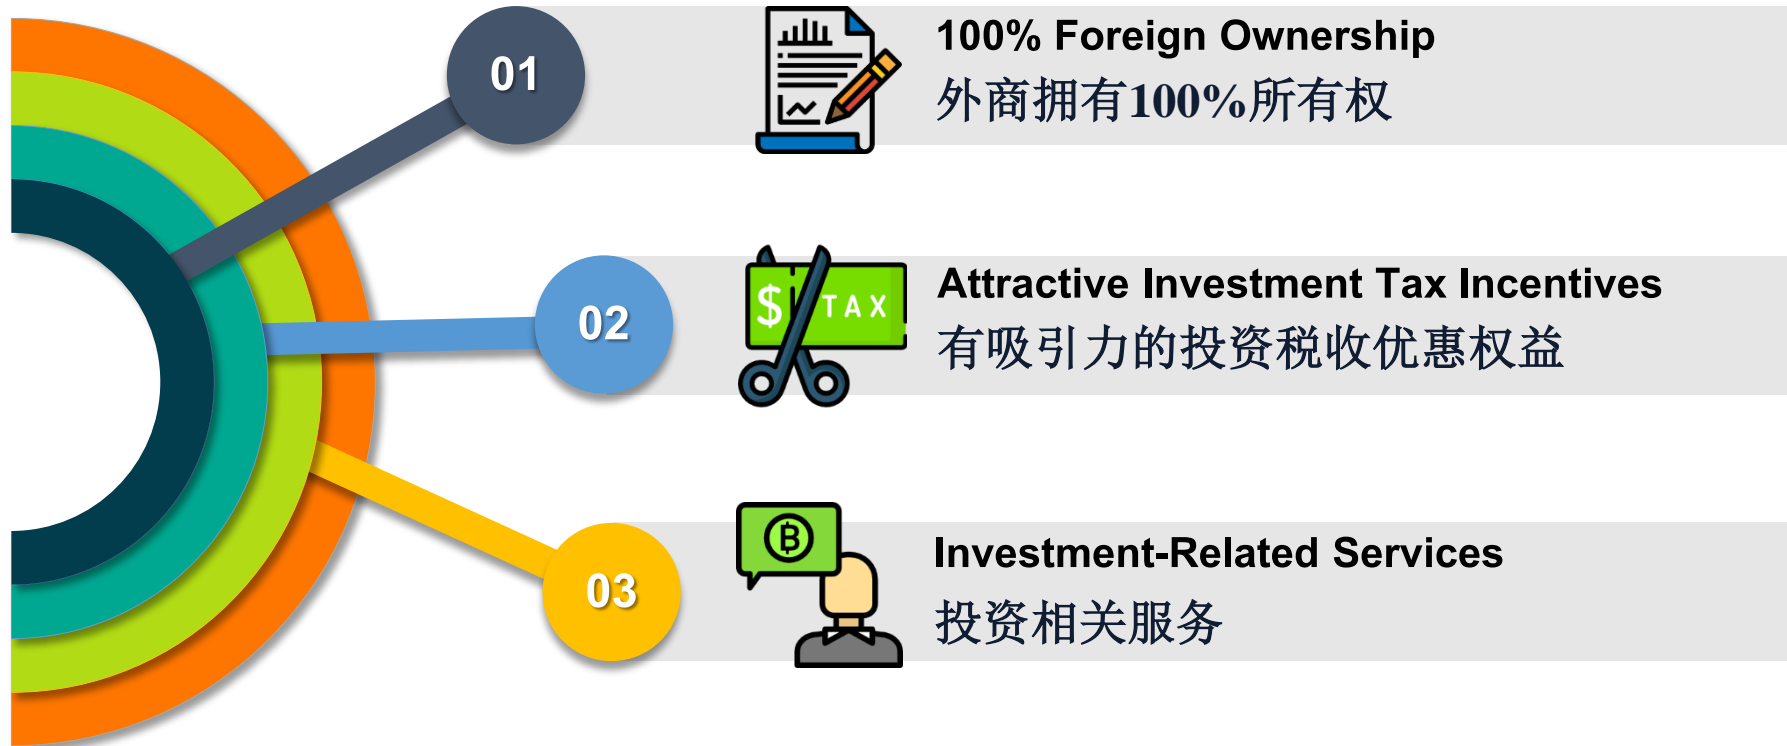 01
100% Foreign Ownership
外商拥有100%所有权
02
$ TAX
Attractive Investment Tax Incentives
有吸引力的投资税收优惠权益
03
₿
Investment-Related Services
投资相关服务